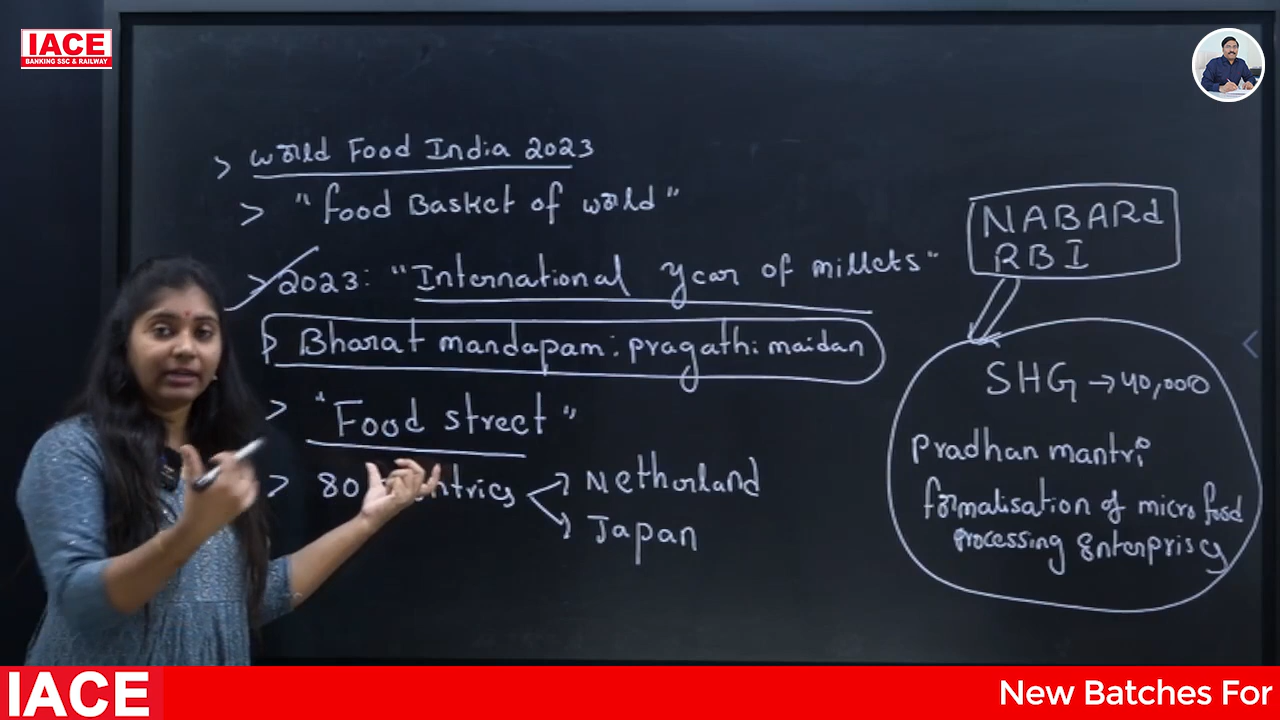 IACE
BANKING SSC & RAILWAY
> World Food India 2023
> "Food Basket of world"
> 2023: "International year of millets"
> Bharat mandapam: pragathi maidan
> "Food street"
> 80 Netherland
Japan
NABARd
RBI
SHG → 40,000
Pradhan mantri
formalisation of micro food
processing Enterprises
IACE
New Batches For